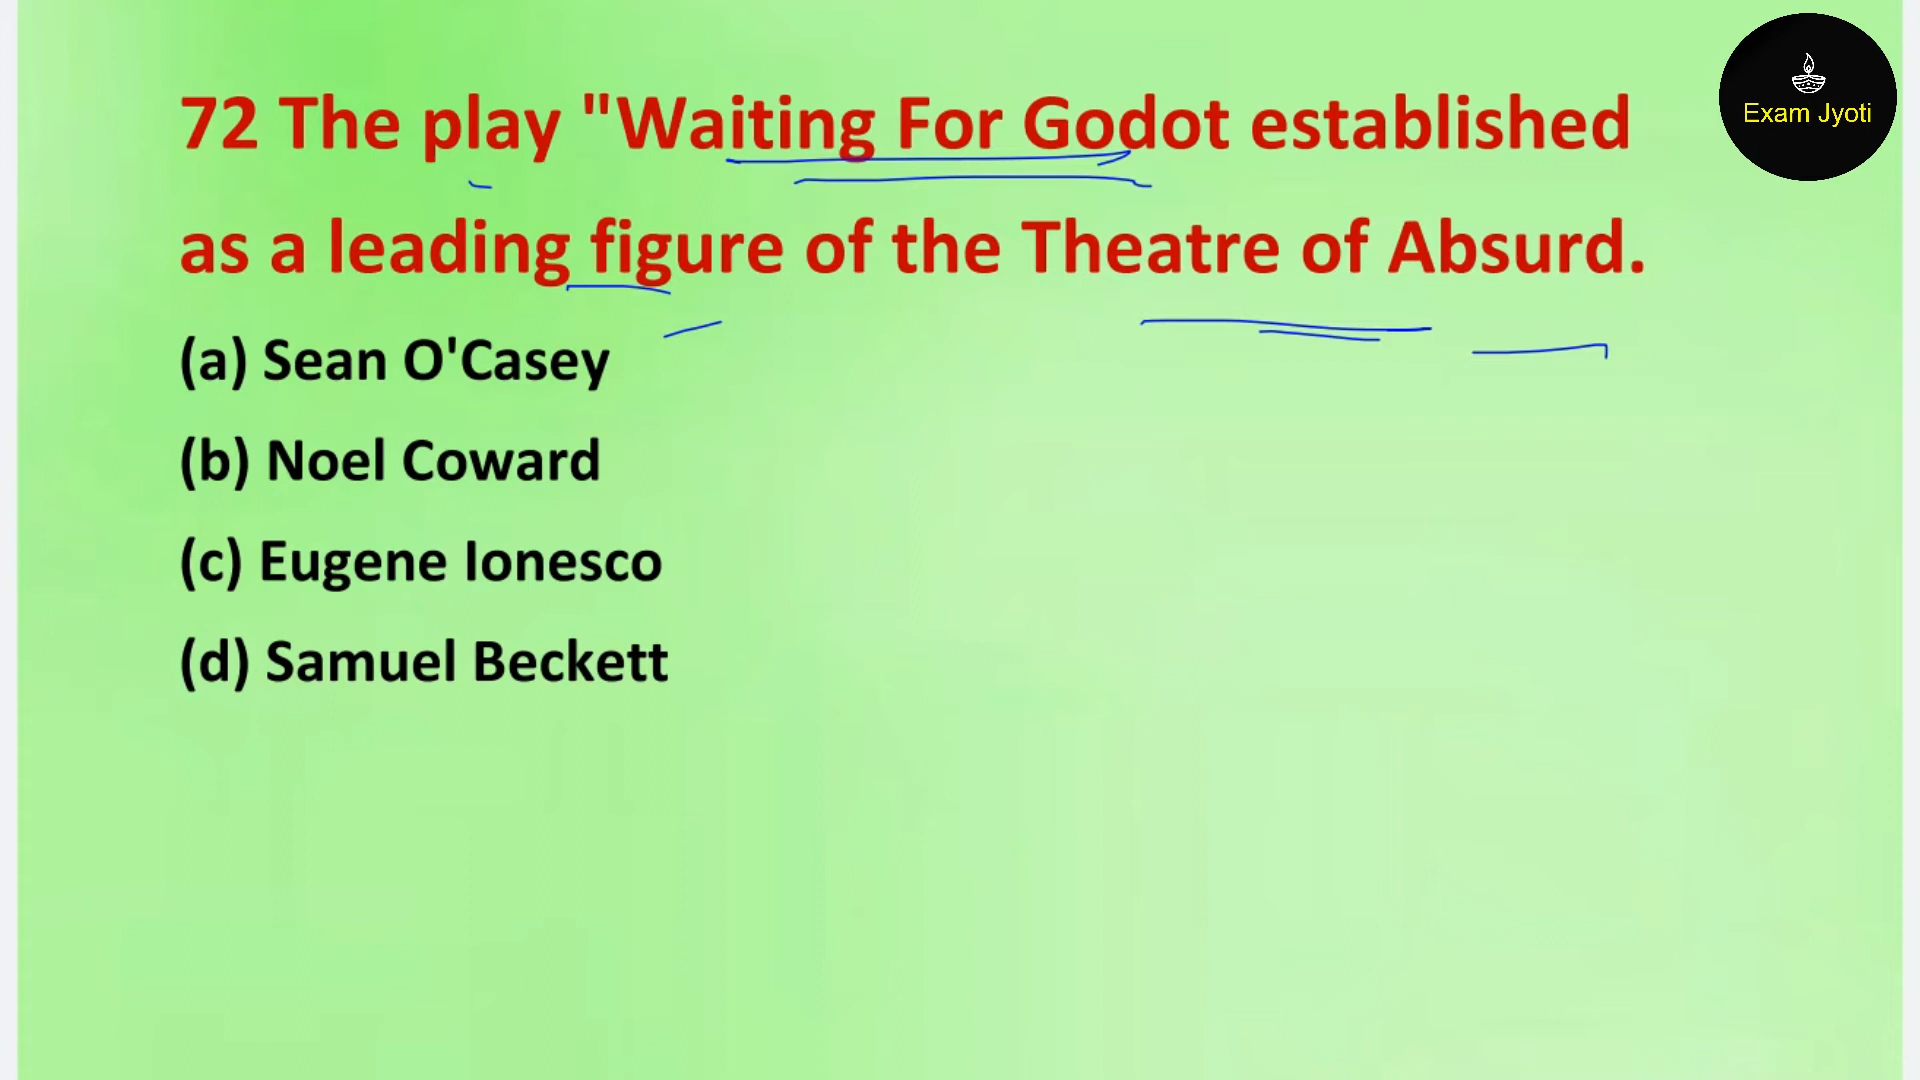 Exam Jyoti
72 The play "Waiting For Godot established
as a leading figure of the Theatre of Absurd.
(a) Sean O'Casey
(b) Noel Coward
(c) Eugene Ionesco
(d) Samuel Beckett